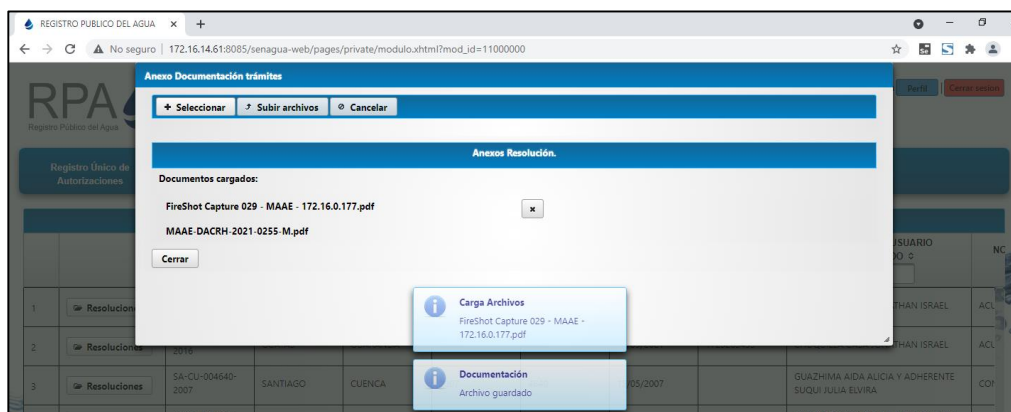 REGISTRO PUBLICO DEL AGUA
No seguro | 172.16.14.61:8085/senagua-web/pages/private/modulo.xhtml?mod_id=11000000
Anexo Documentación trámites
RPA
Registro Público del Agua
Perfil
Cerrar sesión
Seleccionar
Subir archivos
Cancelar
Registro Único de
Autorizaciones
Anexos Resolución.
Documentos cargados:
FireShot Capture 029 - MAAE - 172.16.0.177.pdf
MAAE-DACRH-2021-0255-M.pdf
Cerrar
USUARIO
NC
1
Resolucion
THAN ISRAEL
ACU
Carga Archivos
FireShot Capture 029 - MAAE -
172.16.0.177.pdf
2
Resoluciones
2016
THAN ISRAEL
ACU
3
Resoluciones
SA-CU-004640-
2007
SANTIAGO
CUENCA
05/2007
GUAZHIMA AIDA ALICIA Y ADHERENTE
SUQUI JULIA ELVIRA
CON
Documentación
Archivo guardado